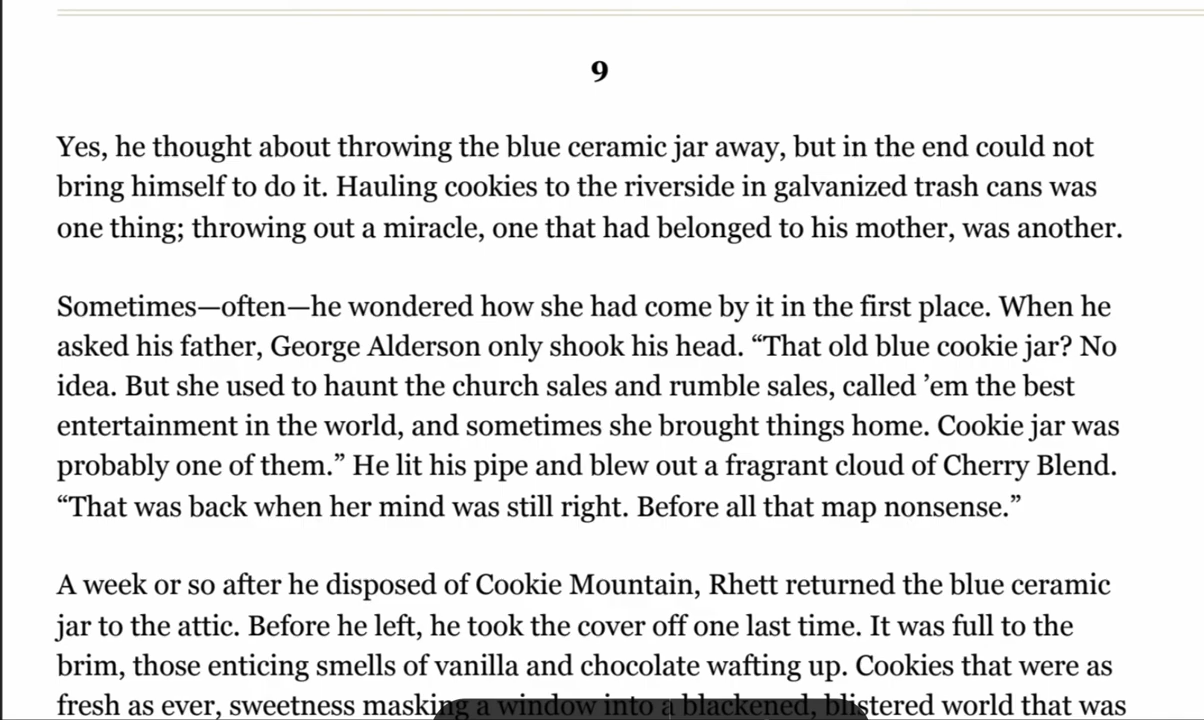 9
Yes, he thought about throwing the blue ceramic jar away, but in the end could not
bring himself to do it. Hauling cookies to the riverside in galvanized trash cans was
one thing; throwing out a miracle, one that had belonged to his mother, was another.
Sometimes—often—he wondered how she had come by it in the first place. When he
asked his father, George Alderson only shook his head. “That old blue cookie jar? No
idea. But she used to haunt the church sales and rumble sales, called ’em the best
entertainment in the world, and sometimes she brought things home. Cookie jar was
probably one of them.” He lit his pipe and blew out a fragrant cloud of Cherry Blend.
“That was back when her mind was still right. Before all that map nonsense.”
A week or so after he disposed of Cookie Mountain, Rhett returned the blue ceramic
jar to the attic. Before he left, he took the cover off one last time. It was full to the
brim, those enticing smells of vanilla and chocolate wafting up. Cookies that were as
fresh as ever, sweetness masking a window into a blackened, blistered world that was